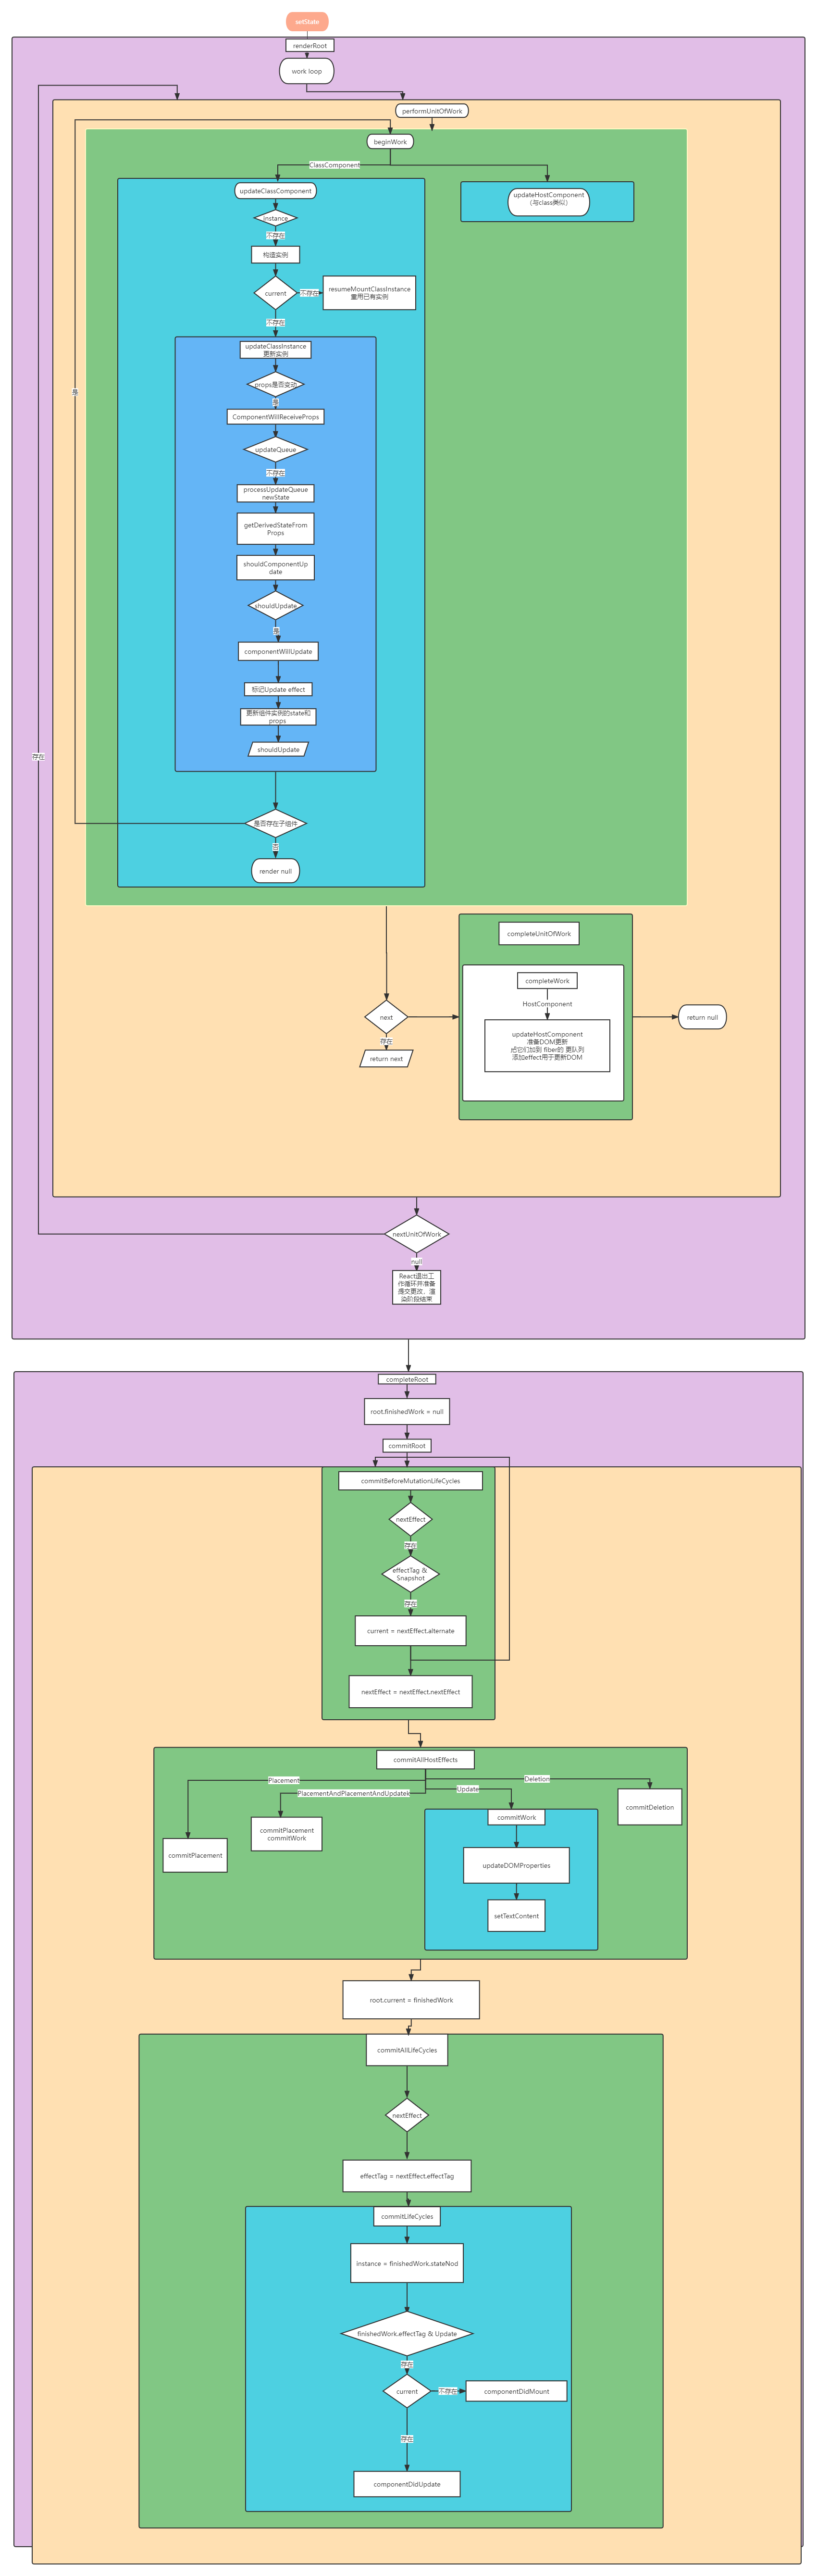 setState
renderRoot
work loop
performUnitOfWork
beginWork
ClassComponent
updateClassComponent
updateHostComponent
（与class类似）
instance
不存在
构造实例
current
不存在
resumeMountClassInstance
重用已有实例
不存在
updateClassInstance
更新实例
props是否变动
是
是
ComponentWillReceiveProps
updateQueue
不存在
processUpdateQueue
newState
getDerivedStateFrom
Props
shouldComponentUp
date
shouldUpdate
是
componentWillUpdate
标记Update effect
更新组件实例的state和
props
shouldUpdate
存在
是否存在子组件
否
render null
completeUnitOfWork
completeWork
HostComponent
next
return null
updateHostComponent
准备DOM更新
把它们加到 fiber的 更队列
添加effect用于更新DOM
存在
return next
nextUnitOfWork
null
React退出工
作循环并准备
提交更改、渲
染阶段结束
completeRoot
root.finishedWork = null
commitRoot
commitBeforeMutationLifeCycles
nextEffect
存在
effectTag &
Snapshot
存在
current = nextEffect.alternate
nextEffect = nextEffect.nextEffect
commitAllHostEffects
Placement
Deletion
Update
PlacementAndPlacementAndUpdatek
commitDeletion
commitWork
commitPlacement
commitWork
commitPlacement
updateDOMProperties
setTextContent
root.current = finishedWork
commitAllLifeCycles
nextEffect
effectTag = nextEffect.effectTag
commitLifeCycles
instance = finishedWork.stateNod
finishedWork.effectTag & Update
存在
current
不存在
componentDidMount
存在
componentDidUpdate